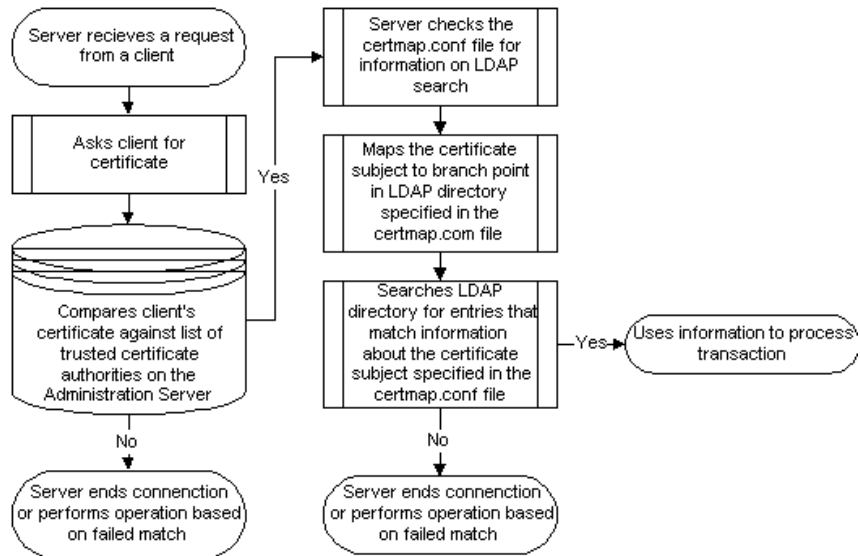 Server recieves a request
from a client
Asks client for
certificate
Compares client's
certificate against list of
trusted certificate
authorities on the
Administration Server
No
Server ends connenction
or performs operation based
on failed match
Yes
Server checks the
certmap.conf file for
information on LDAP
search
Maps the certificate
subject to branch point
in LDAP directory
specified in the
certmap.com file
Searches LDAP
directory for entries that
match information
about the certificate
subject specified in the
certmap.conf file
No
Server ends connenction
or performs operation based
on failed match
Yes
Uses information to process
transaction